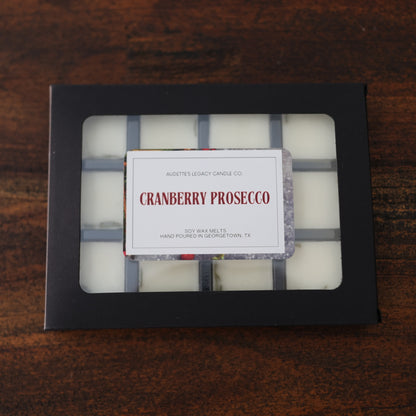 AUDETTE'S LEGACY CANDLE CO.
CRANBERRY PROSECCO
SOY WAX MELTS
HAND POURED IN GEORGETOWN, TX